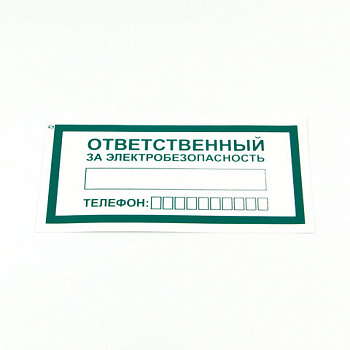 ОТВЕТСТВЕННЫЙ
ЗА ЭЛЕКТРОБЕЗОПАСНОСТЬ
ТЕЛЕФОН: